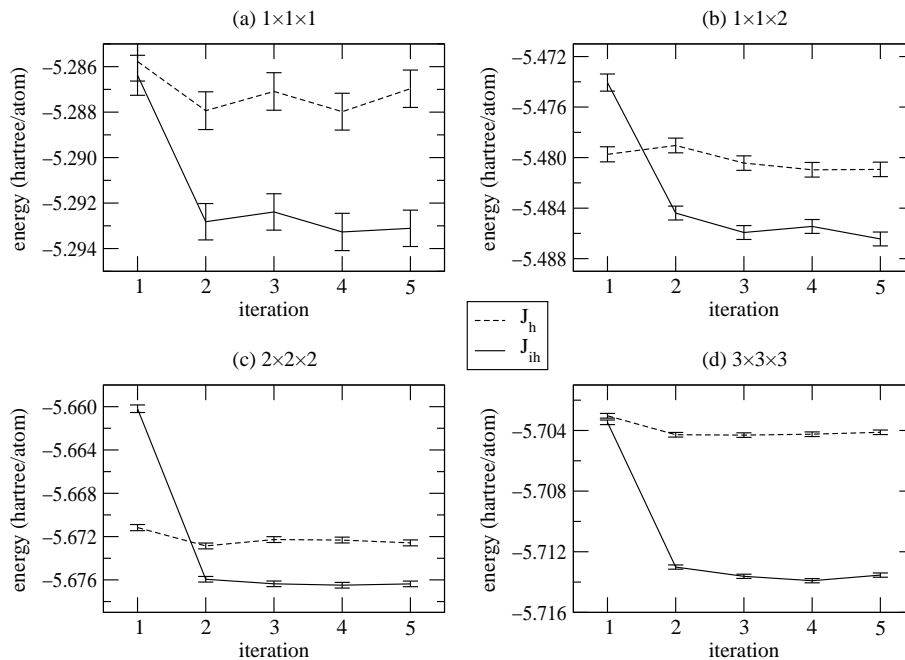 (a) 1×1×1
energy (hartree/atom)
−5.286
−5.288
−5.290
−5.292
−5.294
1 2 3 4 5
iteration
(b) 1×1×2
energy (hartree/atom)
−5.472
−5.476
−5.480
−5.484
−5.488
1 2 3 4 5
iteration
J_h
J_ih
(c) 2×2×2
energy (hartree/atom)
−5.660
−5.664
−5.668
−5.672
−5.676
1 2 3 4 5
iteration
(d) 3×3×3
energy (hartree/atom)
−5.704
−5.708
−5.712
−5.716
1 2 3 4 5
iteration